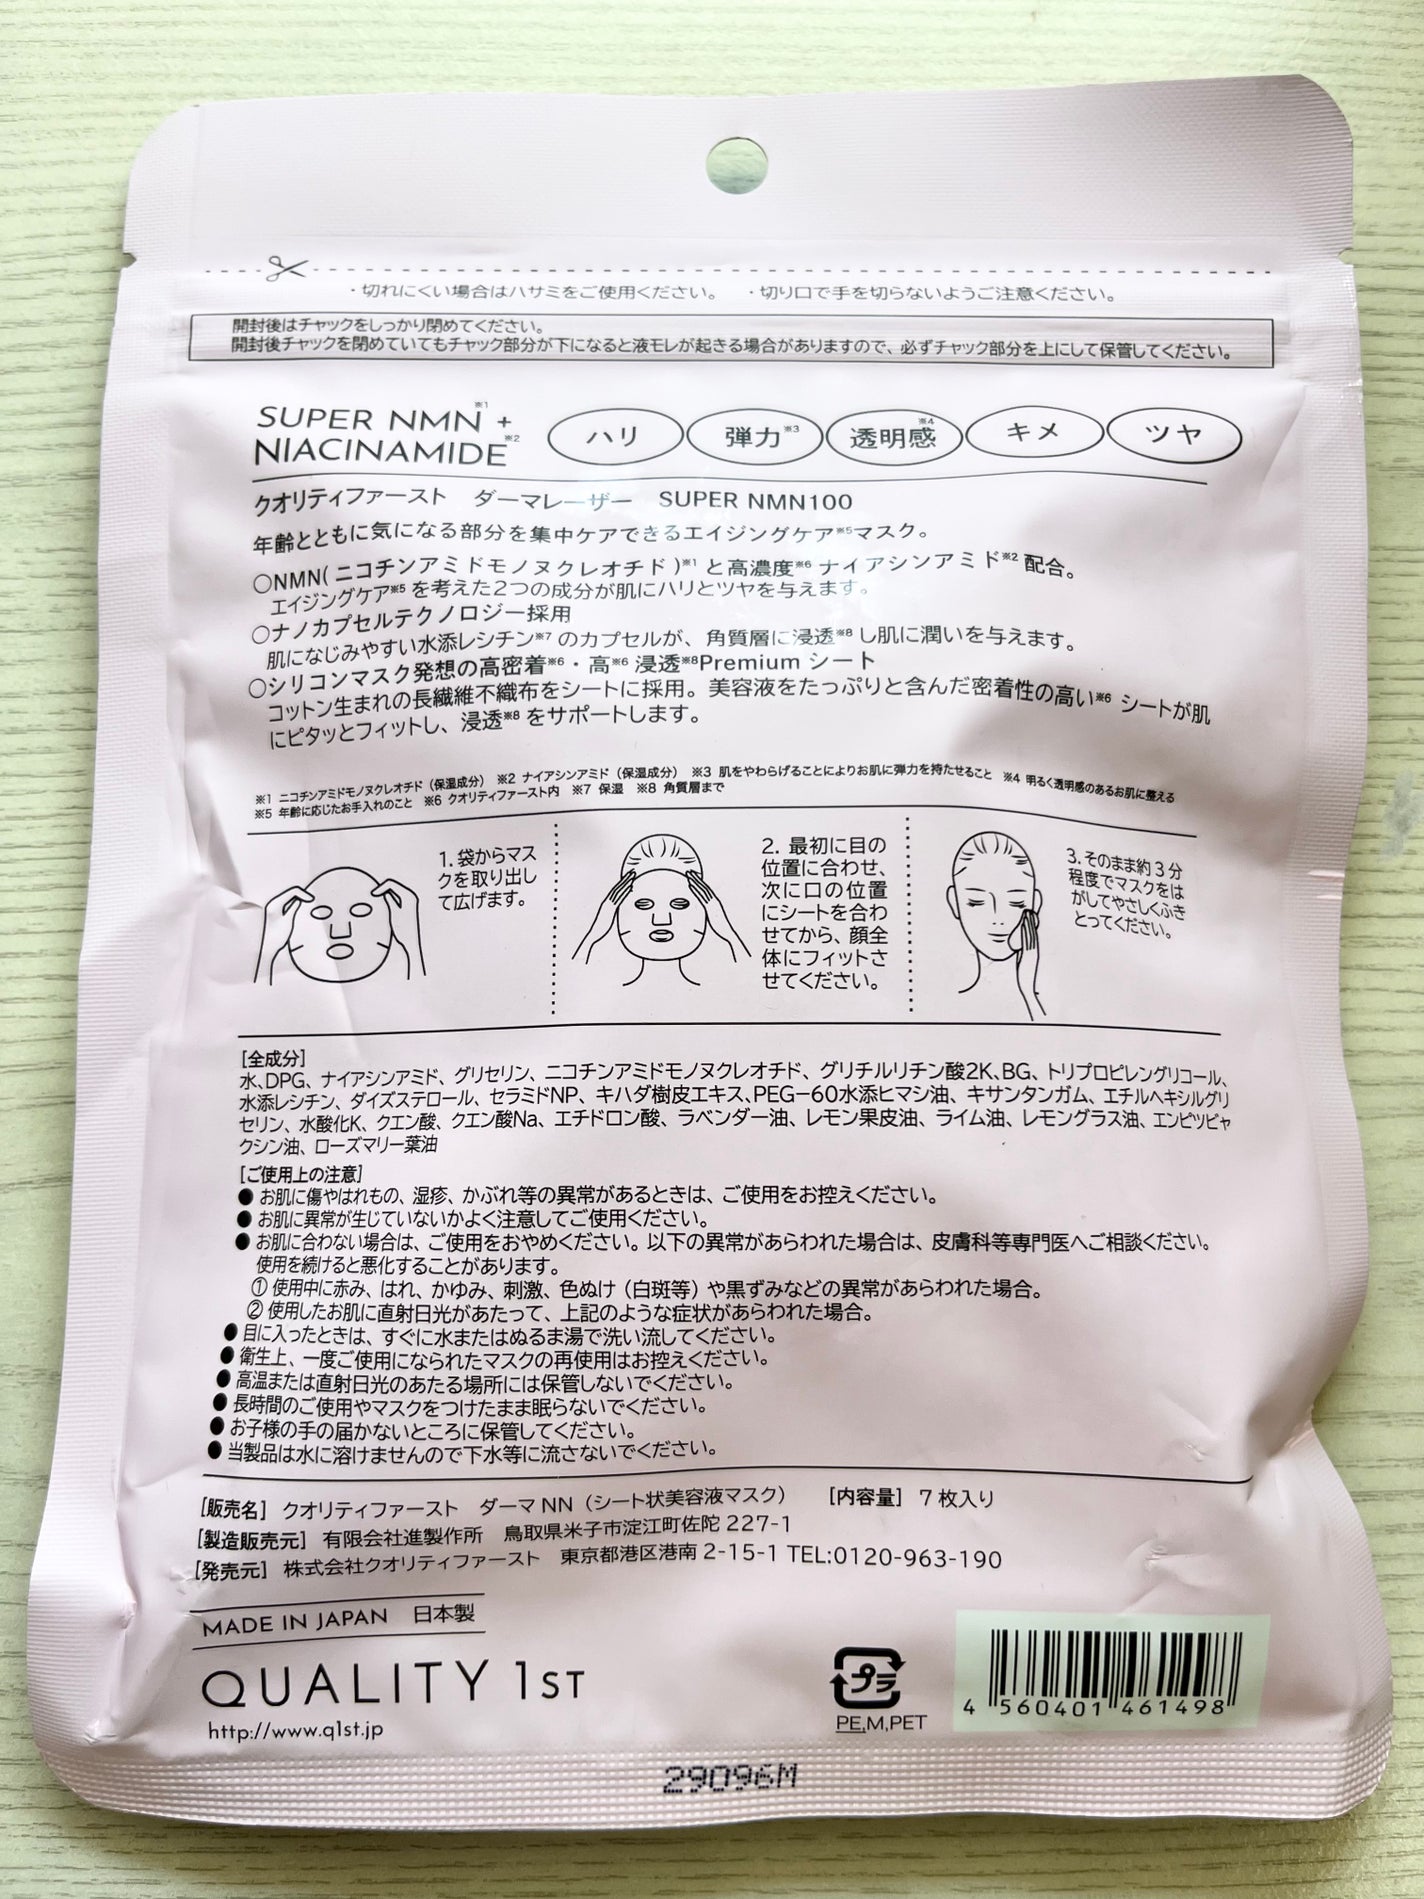 ・切れにくい場合はハサミをご使用ください。 ・切り口で手を切らないようご注意ください。
開封後はチャックをしっかり閉めてください。
開封後チャックを閉めていてもチャック部分が下になると液モレが起きる場合がありますので、必ずチャック部分を上にして保管してください。
SUPER NMN※1 +
NIACINAMIDE※2
ハリ 弾力※3 透明感※4 キメ ツヤ
クオリティファースト ダーマレーザー SUPER NMN100
年齢とともに気になる部分を集中ケアできるエイジングケア※5マスク。
○NMN(ニコチンアミドモノヌクレオチド)※1と高濃度※6ナイアシンアミド※2配合。
エイジングケア※5を考えた2つの成分が肌にハリとツヤを与えます。
○ナノカプセルテクノロジー採用
肌になじみやすい水添レシチン※7のカプセルが、角質層に浸透※8し肌に潤いを与えます。
○シリコンマスク発想の高密着※6・高※6浸透※8Premiumシート
コットン生まれの長繊維不織布をシートに採用。美容液をたっぷりと含んだ密着性の高い※6シートが肌
にピタッとフィットし、浸透※8をサポートします。
※1 ニコチンアミドモノヌクレオチド（保湿成分） ※2 ナイアシンアミド（保湿成分） ※3 肌をやわらげることによりお肌に弾力を持たせること ※4 明るく透明感のあるお肌に整える
※5 年齢に応じたお手入れのこと ※6 クオリティファースト内 ※7 保湿 ※8 角質層まで
1. 袋からマス
クを取り出し
て広げます。
2. 最初に目の
位置に合わせ、
次に口の位置
にシートを合わ
せてから、顔全
体にフィットさ
せてください。
3. そのまま約3分
程度でマスクをは
がしてやさしくふき
とってください。
[全成分]
水、DPG、ナイアシンアミド、グリセリン、ニコチンアミドモノヌクレオチド、グリチルリチン酸2K、BG、トリプロピレングリコール、
水添レシチン、ダイズステロール、セラミドNP、キハダ樹皮エキス、PEG－60水添ヒマシ油、キサンタンガム、エチルヘキシルグリ
セリン、水酸化K、クエン酸、クエン酸Na、エチドロン酸、ラベンダー油、レモン果皮油、ライム油、レモングラス油、エンピツビャ
クシン油、ローズマリー葉油
[ご使用上の注意]
●お肌に傷やはれもの、湿疹、かぶれ等の異常があるときは、ご使用をお控えください。
●お肌に異常が生じていないかよく注意してご使用ください。
●お肌に合わない場合は、ご使用をおやめください。以下の異常があらわれた場合は、皮膚科等専門医へご相談ください。
使用を続けると悪化することがあります。
①使用中に赤み、はれ、かゆみ、刺激、色ぬけ（白斑等）や黒ずみなどの異常があらわれた場合。
②使用したお肌に直射日光があたって、上記のような症状があらわれた場合。
●目に入ったときは、すぐに水またはぬるま湯で洗い流してください。
●衛生上、一度ご使用になられたマスクの再使用はお控えください。
●高温または直射日光のあたる場所には保管しないでください。
●長時間のご使用やマスクをつけたまま眠らないでください。
●お子様の手の届かないところに保管してください。
●当製品は水に溶けませんので下水等に流さないでください。
[販売名] クオリティファースト ダーマ NN（シート状美容液マスク） [内容量] 7枚入り
[製造販売元] 有限会社進製作所 鳥取県米子市淀江町佐陀 227-1
[発売元] 株式会社クオリティファースト 東京都港区港南 2-15-1 TEL:0120-963-190
MADE IN JAPAN 日本製
QUALITY 1ST
http://www.q1st.jp
プラ
PE,M,PET
4 560401 461498
29096M